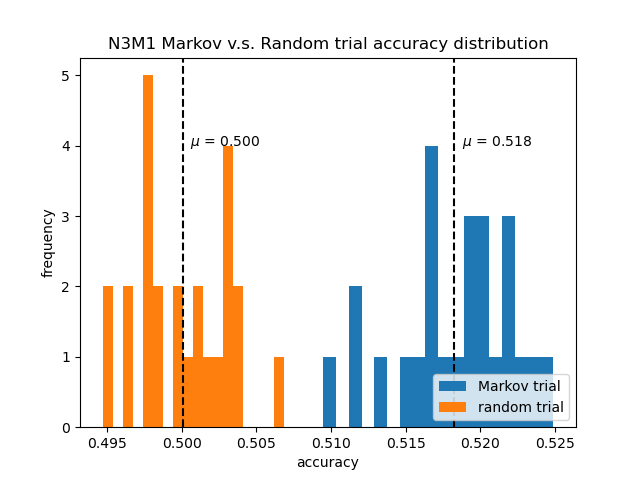 N3M1 Markov v.s. Random trial accuracy distribution
5
4
3
2
1
0
frequency
μ = 0.500
μ = 0.518
Markov trial
random trial
0.495 0.500 0.505 0.510 0.515 0.520 0.525
accuracy